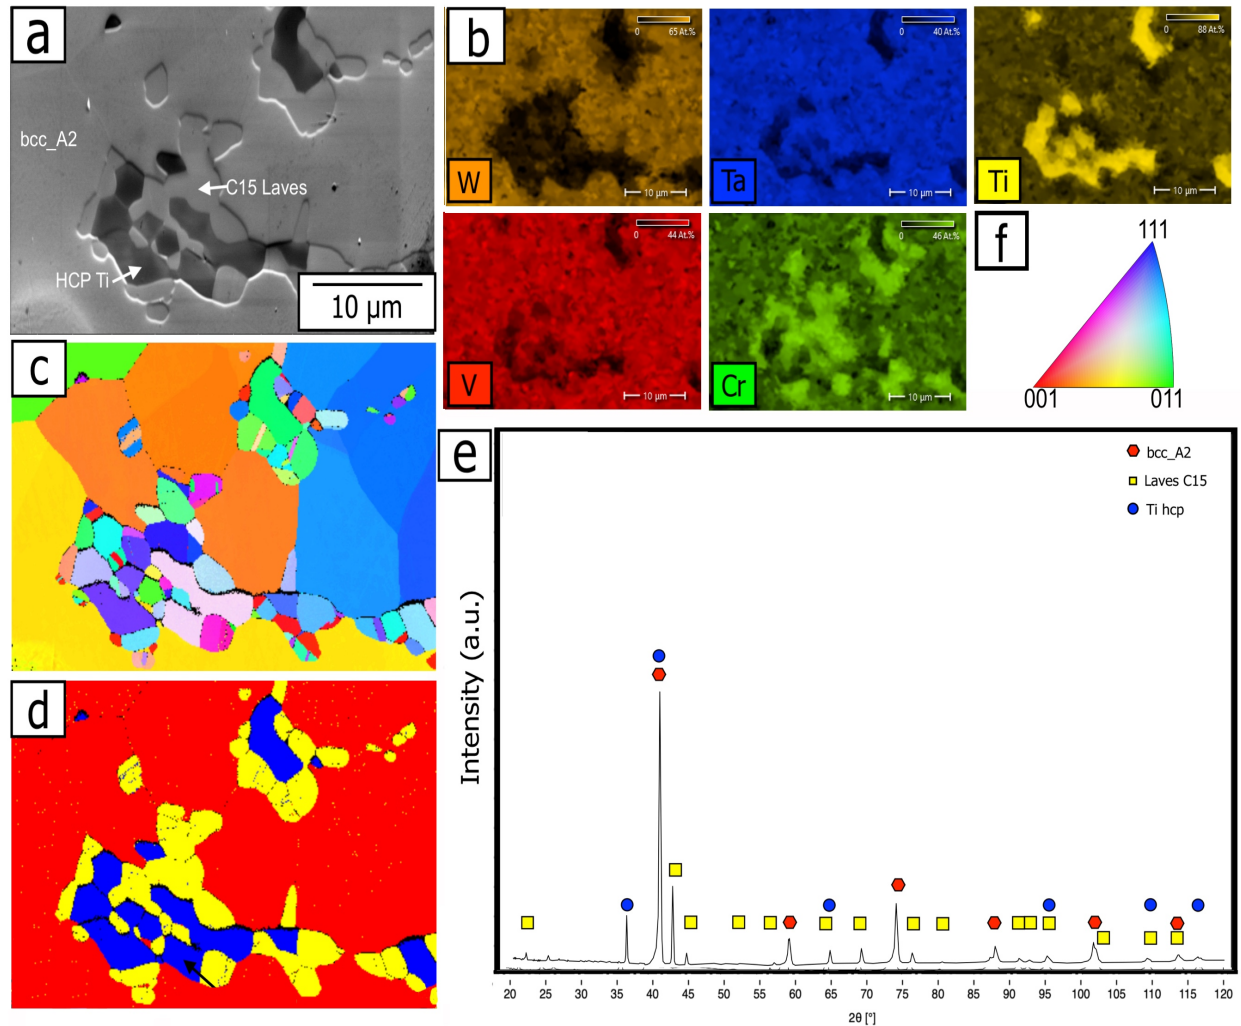 a
bcc_A2
C15 Laves
HCP Ti
10 µm
b
0 65 At.%
W
10 µm
0 40 At.%
Ta
10 µm
0 88 At.%
Ti
10 µm
0 44 At.%
V
10 µm
0 46 At.%
Cr
10 µm
f
111
001 011
c
d
e
bcc_A2
Laves C15
Ti hcp
Intensity (a.u.)
20 25 30 35 40 45 50 55 60 65 70 75 80 85 90 95 100 105 110 115 120
2θ [°]